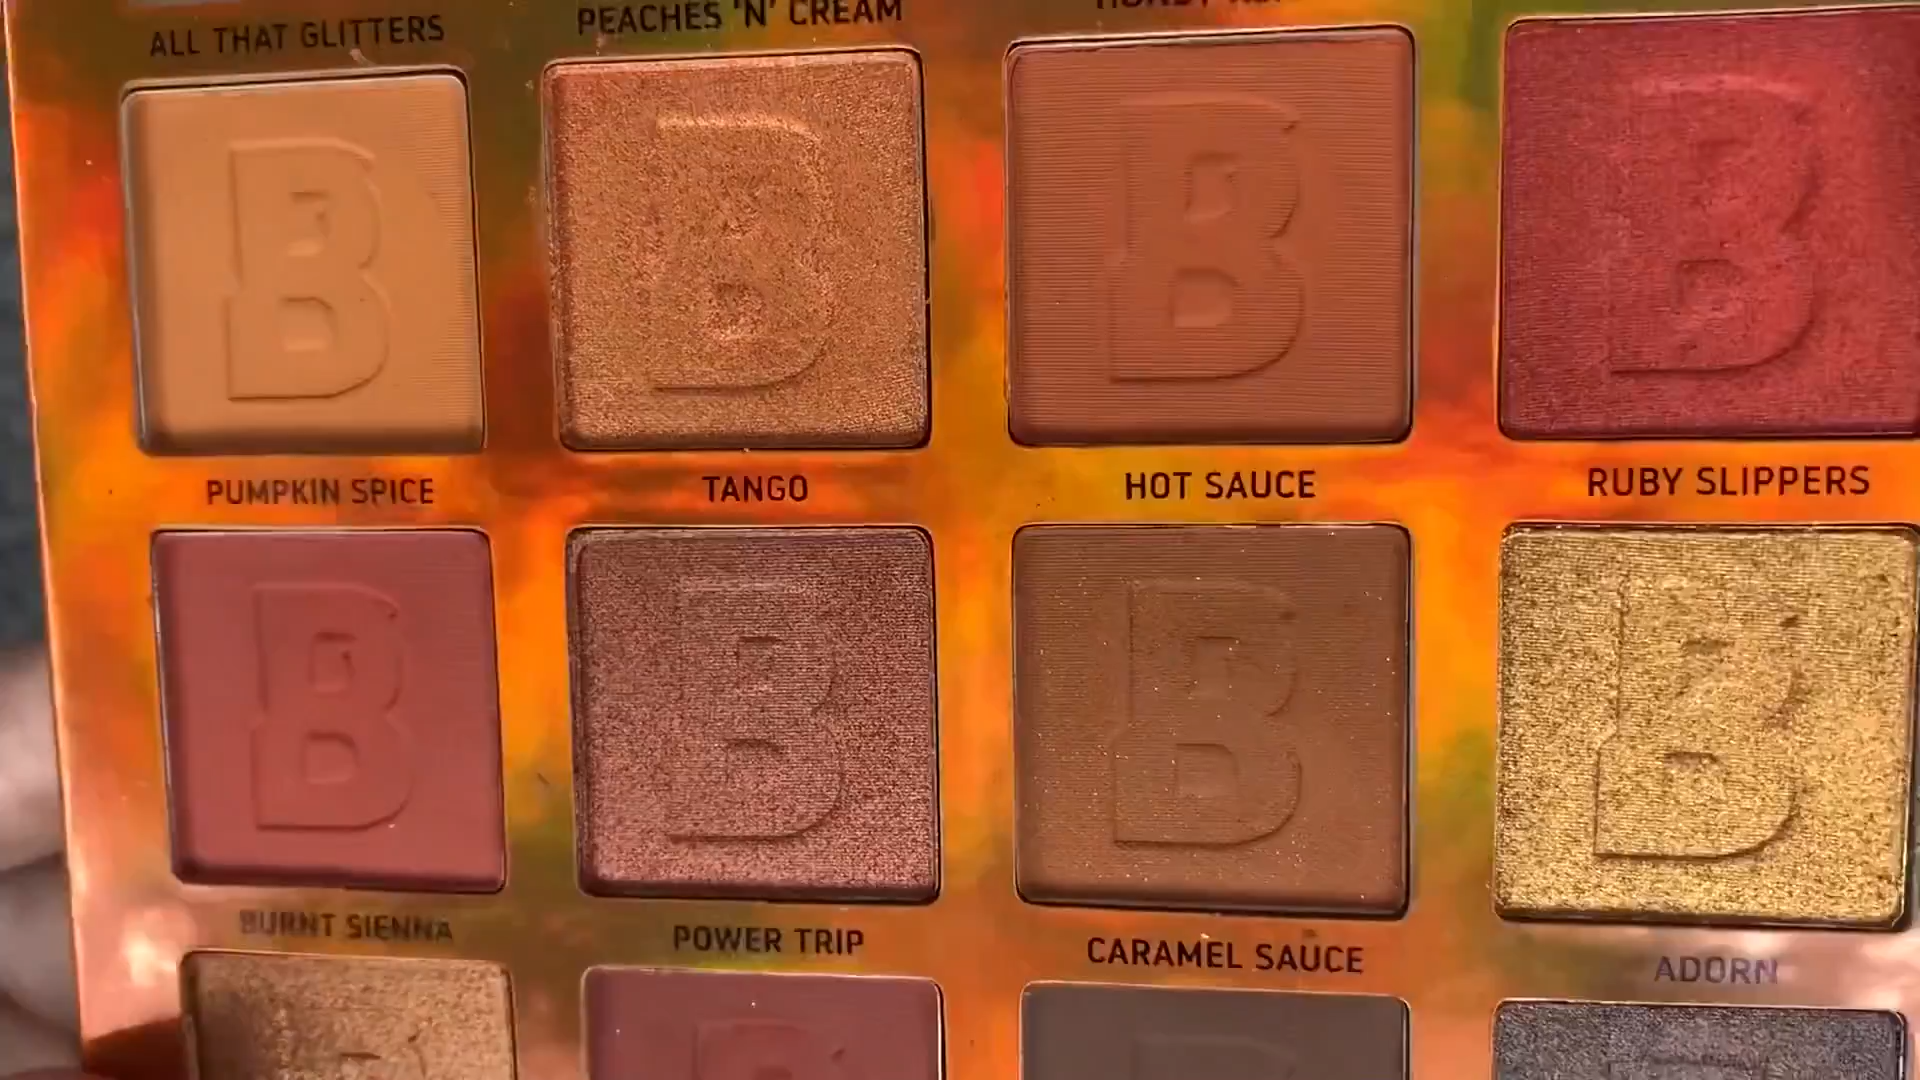 ALL THAT GLITTERS
PEACHES 'N' CREAM
B
B
B
B
PUMPKIN SPICE
TANGO
HOT SAUCE
RUBY SLIPPERS
B
B
B
B
BURNT SIENNA
POWER TRIP
CARAMEL SAUCE
ADORN